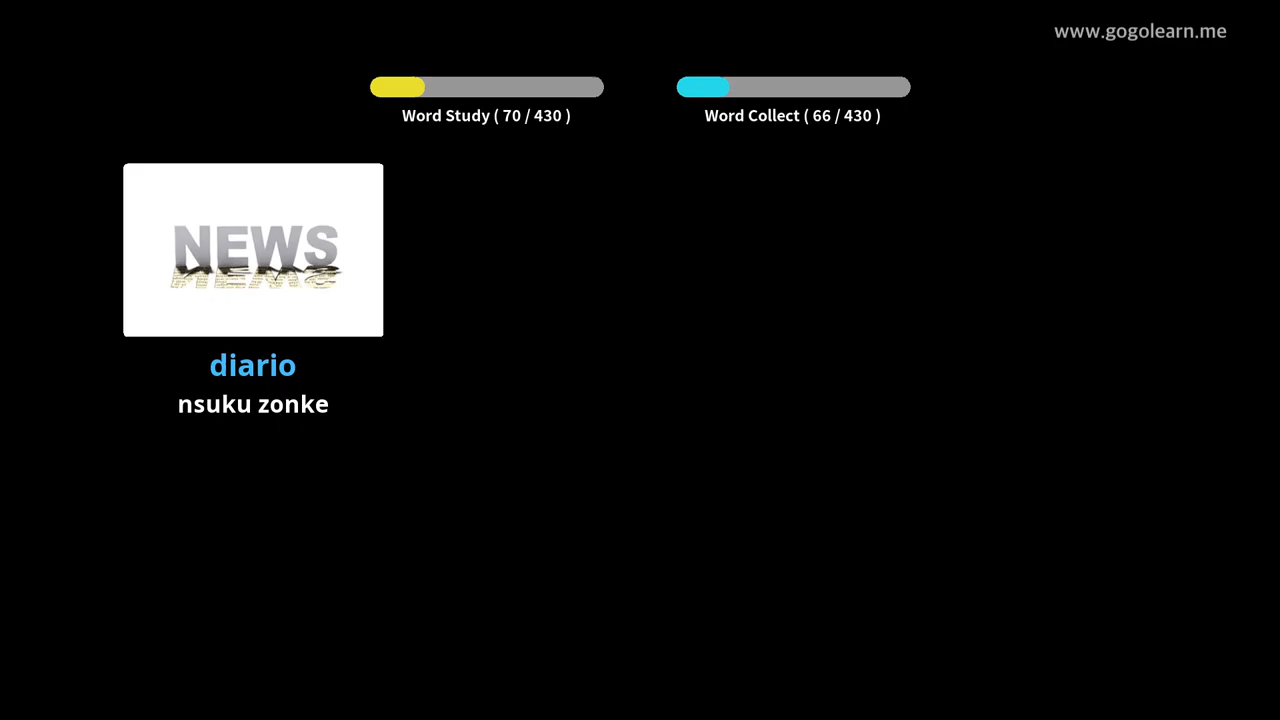 www.gogolearn.me
Word Study ( 70 / 430 )
Word Collect ( 66 / 430 )
NEWS
diario
nsuku zonke